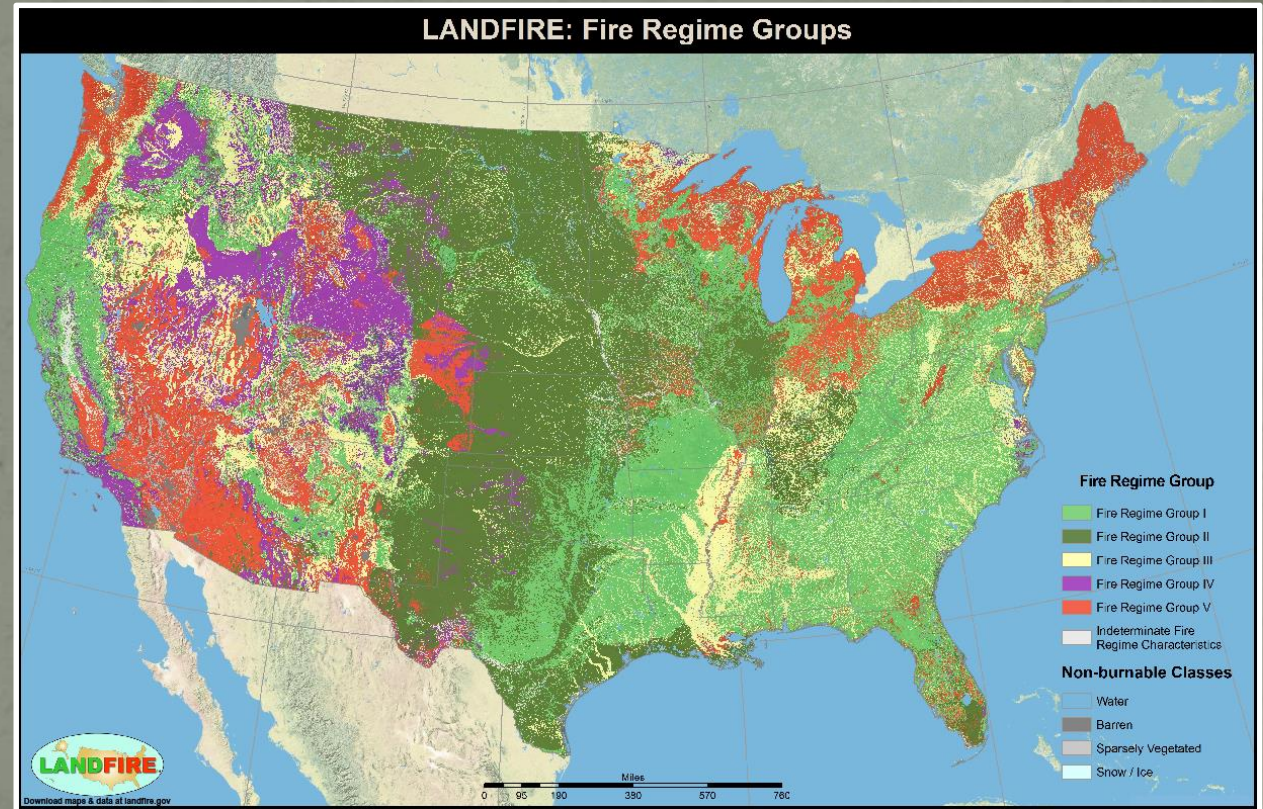 LANDFIRE: Fire Regime Groups
Fire Regime Group
Fire Regime Group I
Fire Regime Group II
Fire Regime Group III
Fire Regime Group IV
Fire Regime Group V
Indeterminate Fire
Regime Characteristics
Non-burnable Classes
Water
Barren
Sparsely Vegetated
Snow / Ice
LANDFIRE
Download maps & data at landfire.gov
Miles
0 95 190 380 570 760